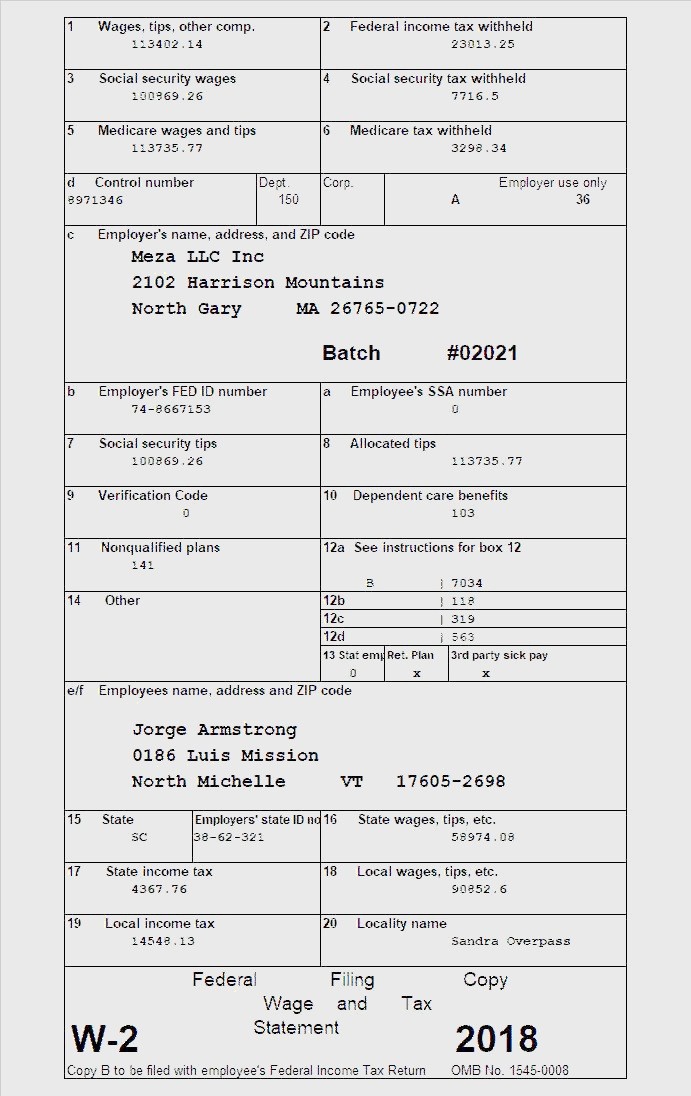 1 Wages, tips, other comp. 2 Federal income tax withheld
113402.14 23013.25
3 Social security wages 4 Social security tax withheld
100869.26 7716.5
5 Medicare wages and tips 6 Medicare tax withheld
113735.77 3298.34
d Control number Dept. Corp. Employer use only
8971346 150 A 36
c Employer's name, address, and ZIP code
Meza LLC Inc
2102 Harrison Mountains
North Gary MA 26765-0722
Batch #02021
b Employer's FED ID number a Employee's SSA number
74-8667153 0
7 Social security tips 8 Allocated tips
100869.26 113735.77
9 Verification Code 10 Dependent care benefits
0 103
11 Nonqualified plans 12a See instructions for box 12
141
B | 7034
14 Other 12b | 118
12c | 319
12d | 563
13 Stat emp Ret. Plan 3rd party sick pay
0 x x
e/f Employees name, address and ZIP code
Jorge Armstrong
0186 Luis Mission
North Michelle VT 17605-2698
15 State Employers' state ID no 16 State wages, tips, etc.
SC 38-62-321 58974.08
17 State income tax 18 Local wages, tips, etc.
4367.76 90852.6
19 Local income tax 20 Locality name
14548.13 Sandra Overpass
Federal Filing Copy
Wage and Tax
Statement
W-2 2018
Copy B to be filed with employee's Federal Income Tax Return OMB No. 1545-0008